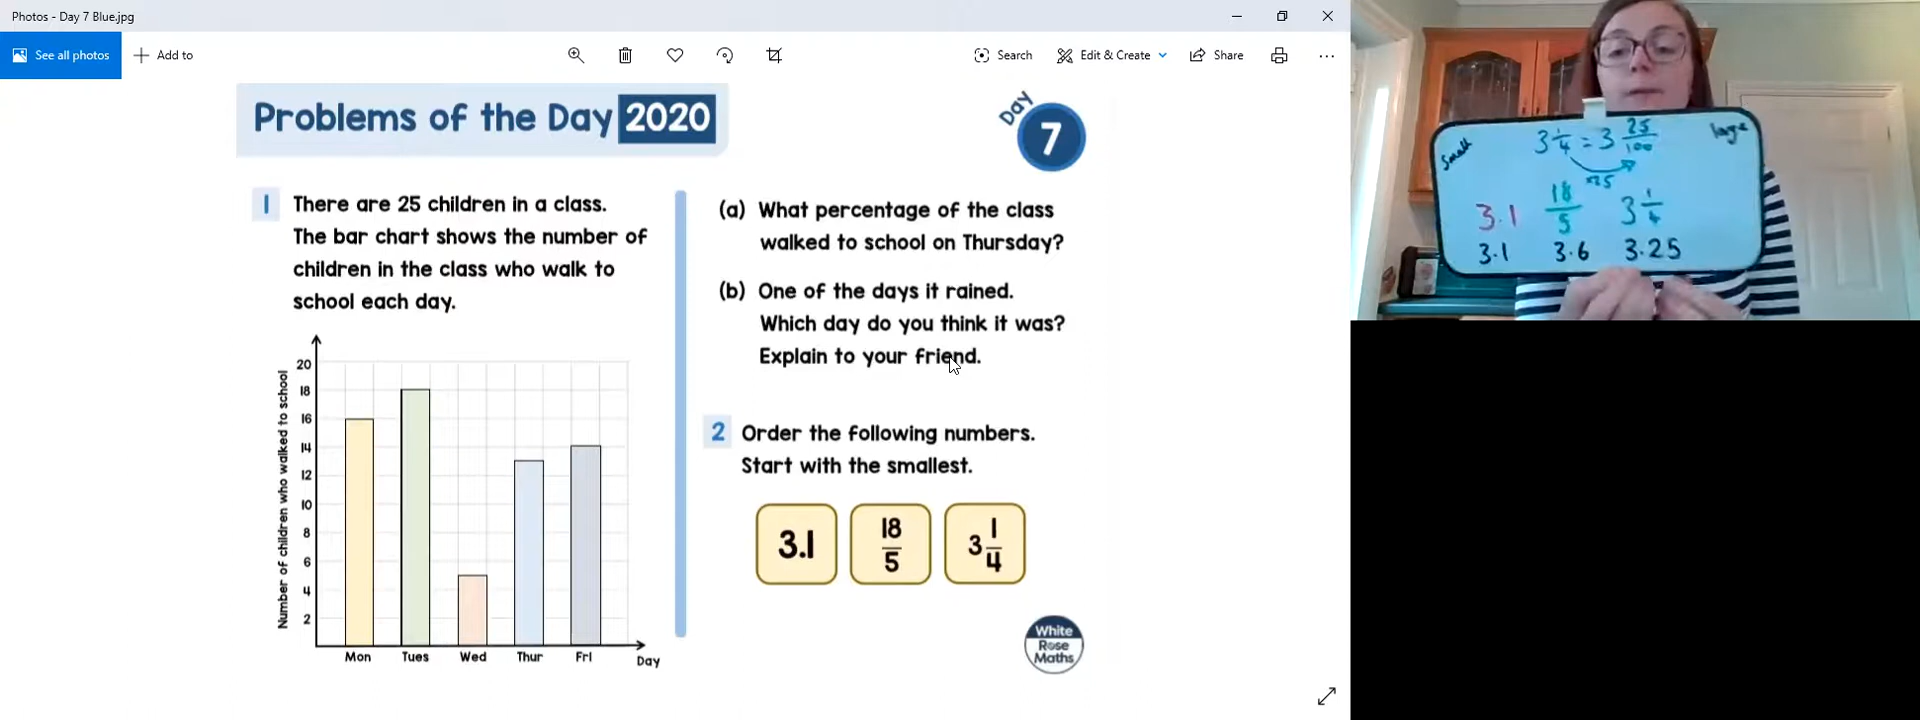 Photos - Day 7 Blue.jpg
See all photos
Add to
Search
Edit & Create
Share
Problems of the Day 2020
Day
7
1 There are 25 children in a class.
The bar chart shows the number of
children in the class who walk to
school each day.
Number of children who walked to school
20
18
16
14
12
10
8
6
4
2
Mon Tues Wed Thur Fri
Day
(a) What percentage of the class
walked to school on Thursday?
(b) One of the days it rained.
Which day do you think it was?
Explain to your friend.
2 Order the following numbers.
Start with the smallest.
3.1 18/5 3 1/4
White
Rose
Maths
small
large
3 1/4 = 3 25/100
×25
3.1 18/5 3 1/4
3.1 3.6 3.25